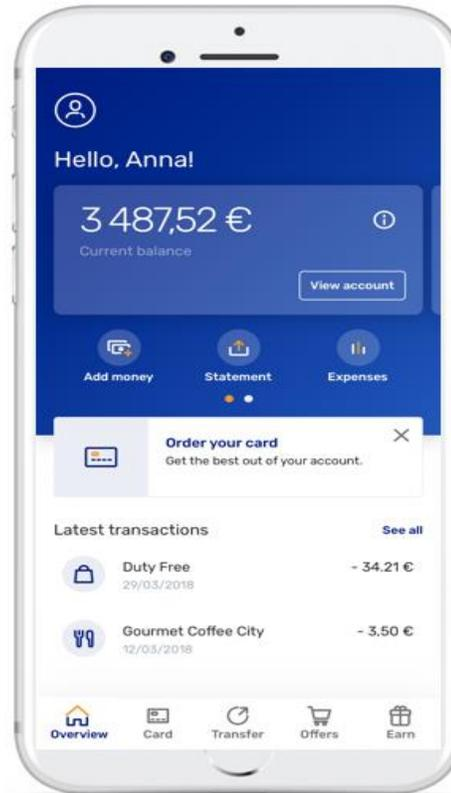 Hello, Anna!
3 487,52 €
Current balance
View account
Add money
Statement
Expenses
Order your card
Get the best out of your account.
Latest transactions
See all
Duty Free
- 34.21 €
29/03/2018
Gourmet Coffee City
- 3,50 €
12/03/2018
Overview
Card
Transfer
Offers
Earn